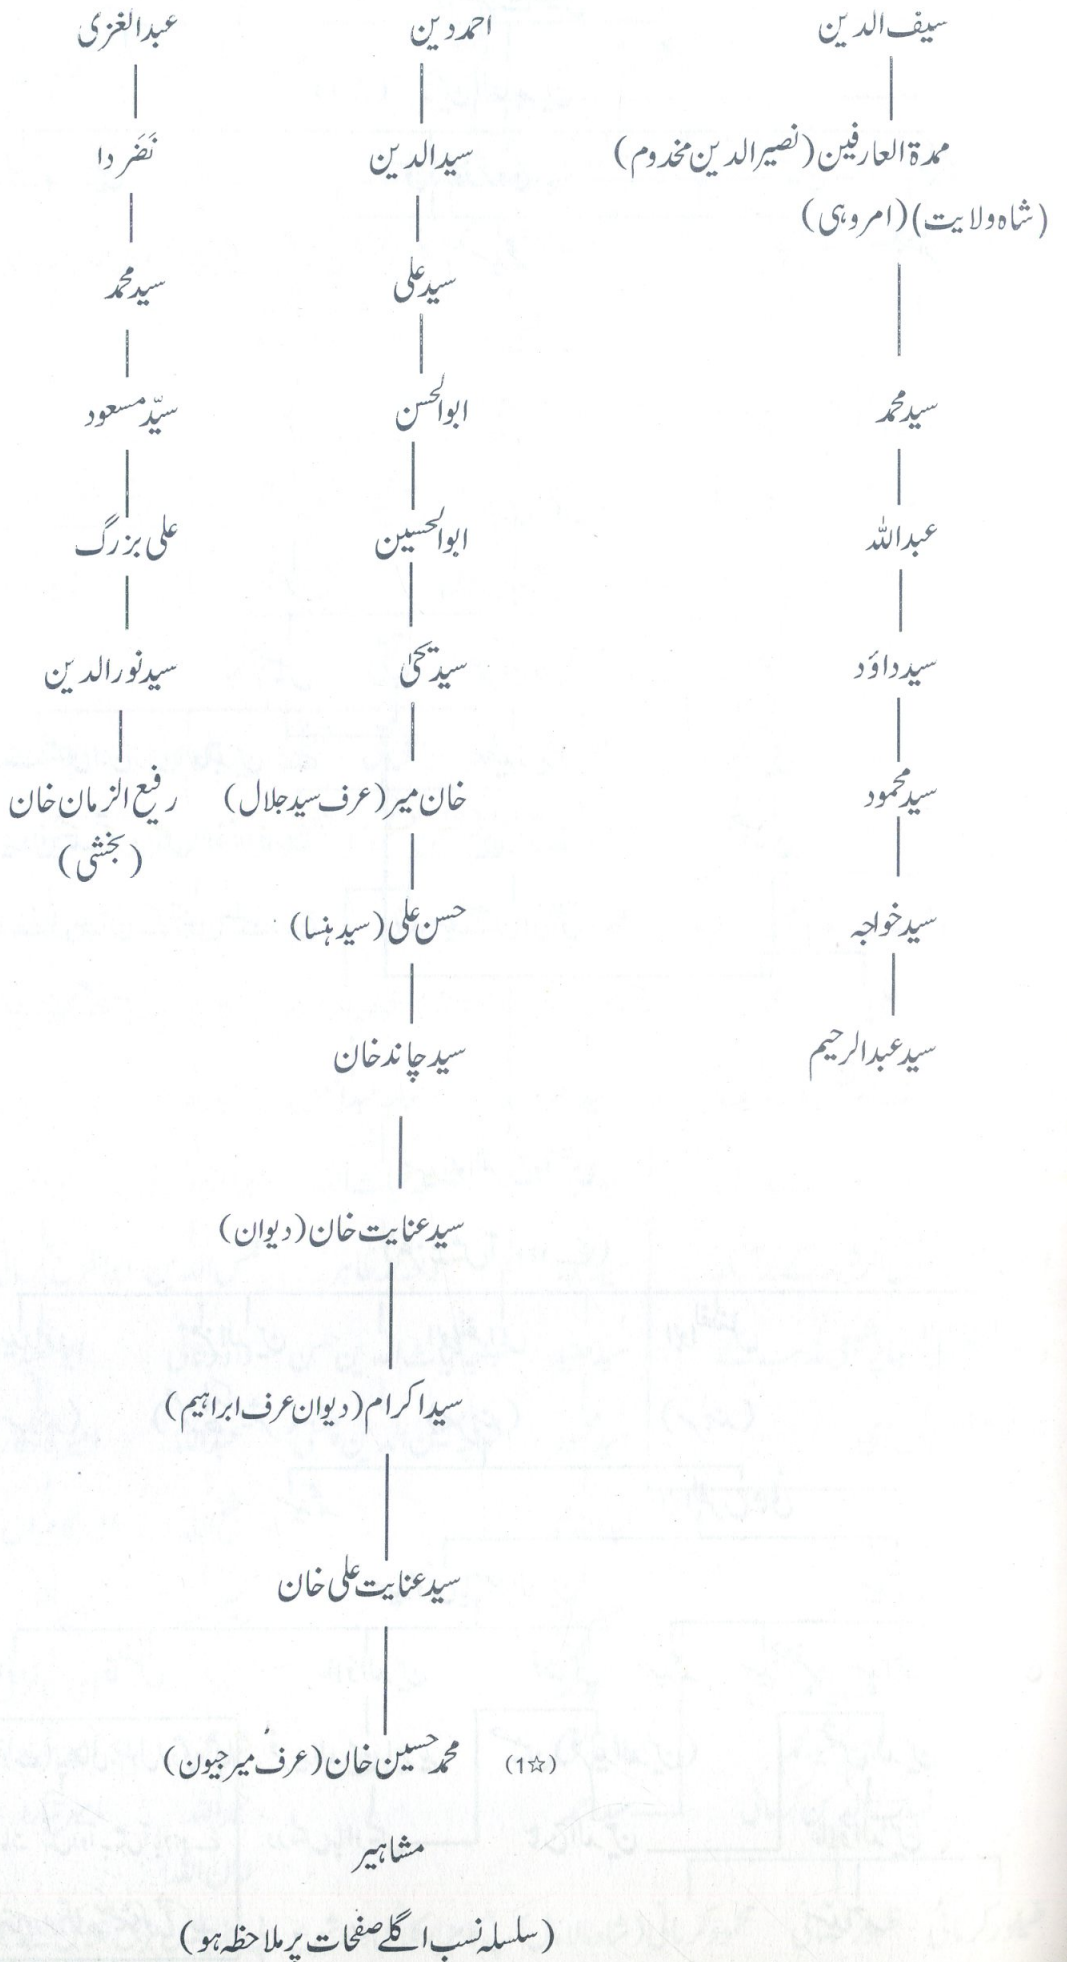 سیف الدین
احمد دین
عبدالغزی
ممدۃ العارفین (نصیر الدین مخدوم)
سید الدین
نَضَر دا
(شاہ ولایت) (امروہی)
سید علی
سید محمد
سید محمد
ابوالحسن
سیّد مسعود
عبداللہ
ابوالحسین
علی بزرگ
سید داؤد
سید یحیٰ
سید نورالدین
سید محمود
خان میر (عرف سید جلال)
رفیع الزمان خان
(بخشی)
سید خواجہ
حسن علی (سید ہنسا)
سید عبدالرحیم
سید چاند خان
سید عنایت خان (دیوان)
سید اکرام (دیوان عرف ابراہیم)
سید عنایت علی خان
(1☆) محمد حسین خان (عرف میر جیون)
مشاہیر
(سلسلہ نسب اگلے صفحات پر ملاحظہ ہو)